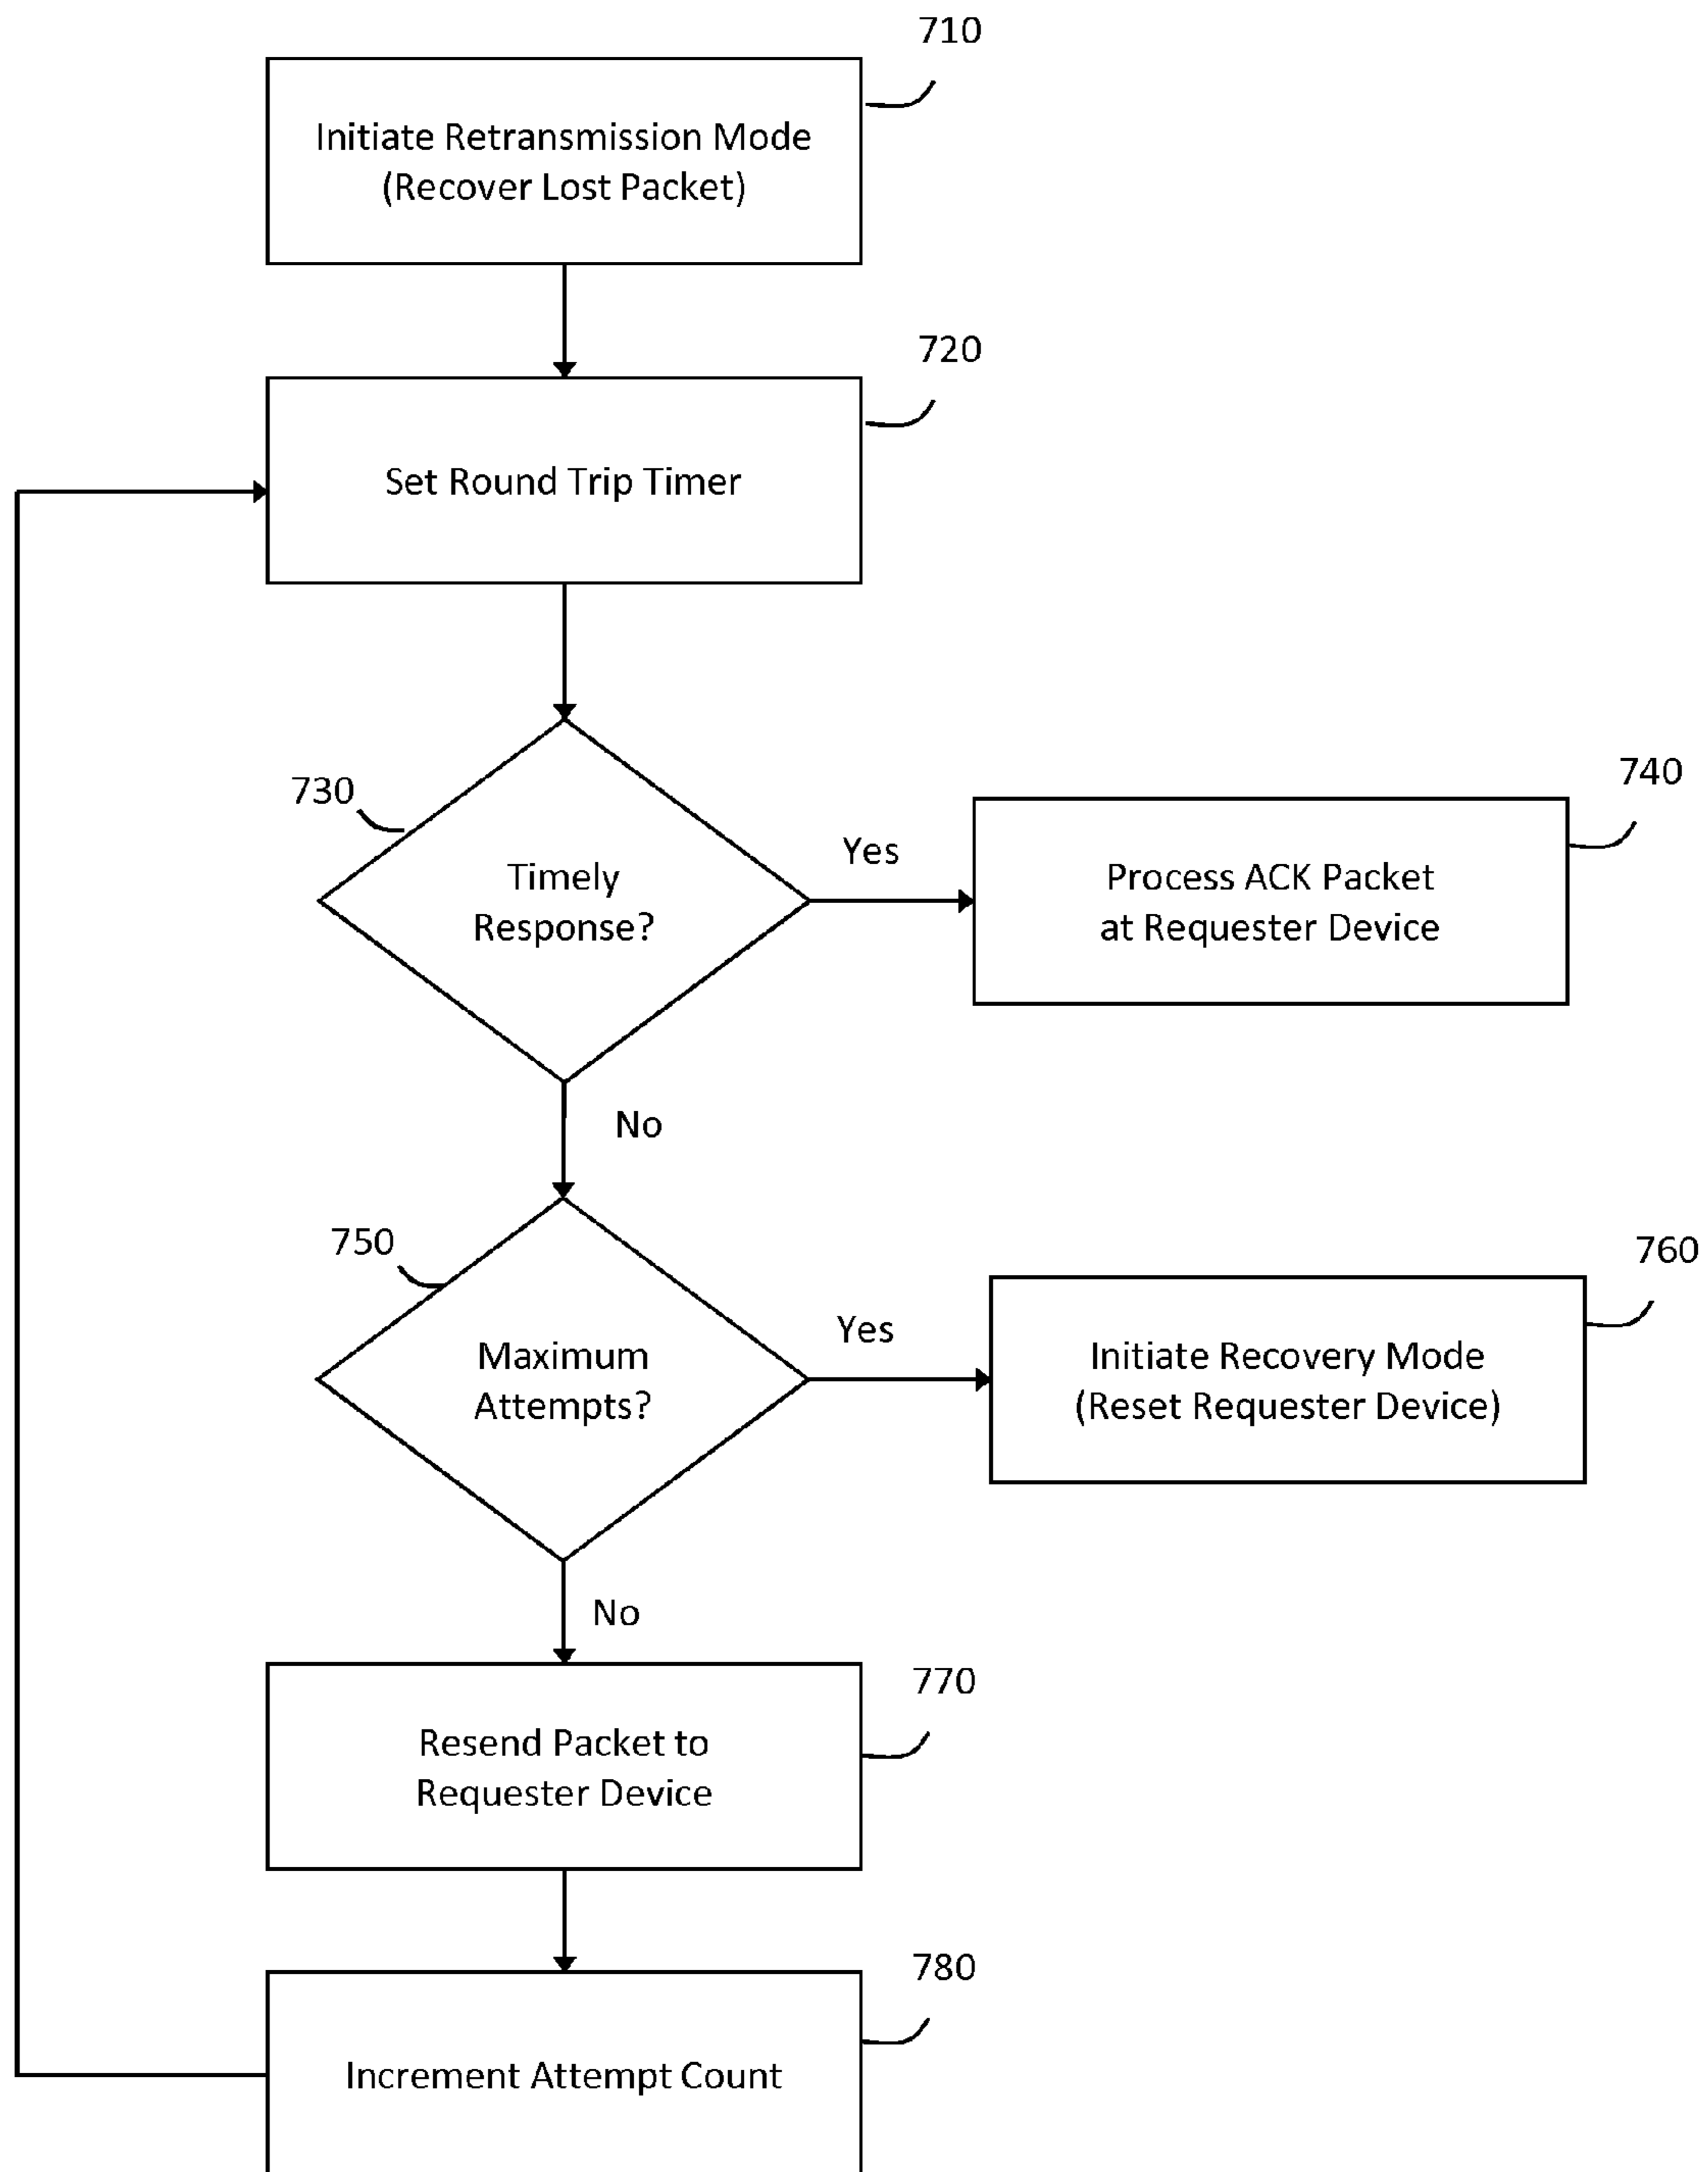 710
Initiate Retransmission Mode
(Recover Lost Packet)
720
Set Round Trip Timer
730
Timely
Response?
Yes
740
Process ACK Packet
at Requester Device
No
750
Maximum
Attempts?
Yes
760
Initiate Recovery Mode
(Reset Requester Device)
No
770
Resend Packet to
Requester Device
780
Increment Attempt Count